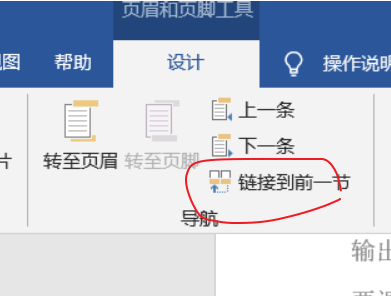 页眉和页脚工具
视图 帮助 设计 操作说明
片 转至页眉 转至页脚 上一条
下一条
链接到前一节
导航
输出